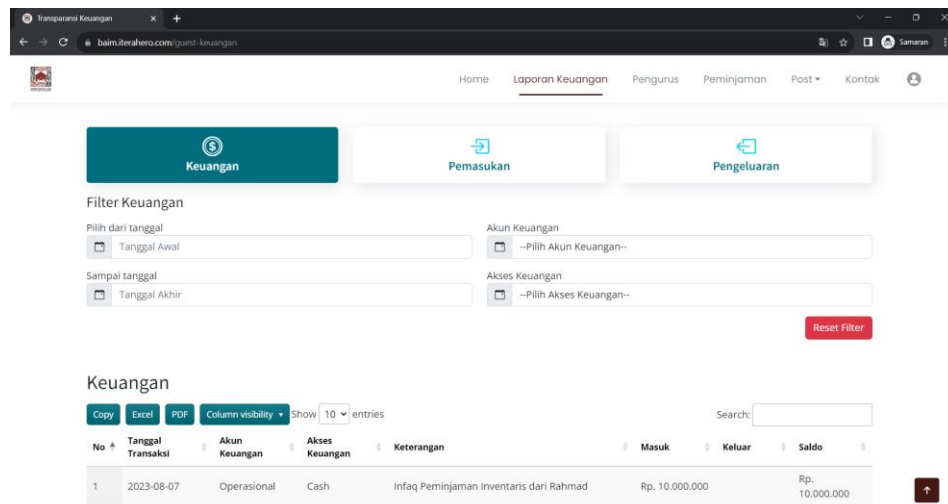 Transparansi Keuangan
baim.iterahero.com/guest-keuangan
Samaran
Home Laporan Keuangan Pengurus Peminjaman Post Kontak
Keuangan Pemasukan Pengeluaran
Filter Keuangan
Pilih dari tanggal Akun Keuangan
Tanggal Awal --Pilih Akun Keuangan--
Sampai tanggal Akses Keuangan
Tanggal Akhir --Pilih Akses Keuangan--
Reset Filter
Keuangan
Copy Excel PDF Column visibility Show 10 entries Search:
No Tanggal Transaksi Akun Keuangan Akses Keuangan Keterangan Masuk Keluar Saldo
1 2023-08-07 Operasional Cash Infaq Peminjaman Inventaris dari Rahmad Rp. 10.000.000 Rp. 10.000.000